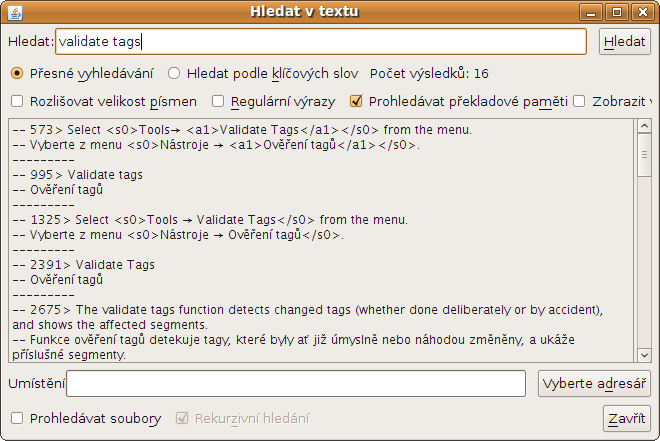 Hledat v textu
Hledat: validate tags Hledat
Přesné vyhledávání Hledat podle klíčových slov Počet výsledků: 16
Rozlišovat velikost písmen Regulární výrazy Prohledávat překladové paměti Zobrazit v
-- 573> Select <s0>Tools→ <a1>Validate Tags</a1></s0> from the menu.
-- Vyberte z menu <s0>Nástroje → <a1>Ověření tagů</a1></s0>.
---------
-- 995> Validate tags
-- Ověření tagů
---------
-- 1325> Select <s0>Tools → Validate Tags</s0> from the menu.
-- Vyberte z menu <s0>Nástroje → Ověření tagů</s0>.
---------
-- 2391> Validate Tags
-- Ověření tagů
---------
-- 2675> The validate tags function detects changed tags (whether done deliberately or by accident),
and shows the affected segments.
-- Funkce ověření tagů detekuje tagy, které byly ať již úmyslně nebo náhodou změněny, a ukáže
příslušné segmenty.
Umístění Vyberte adresář
Prohledávat soubory Rekurzivní hledání Zavřít